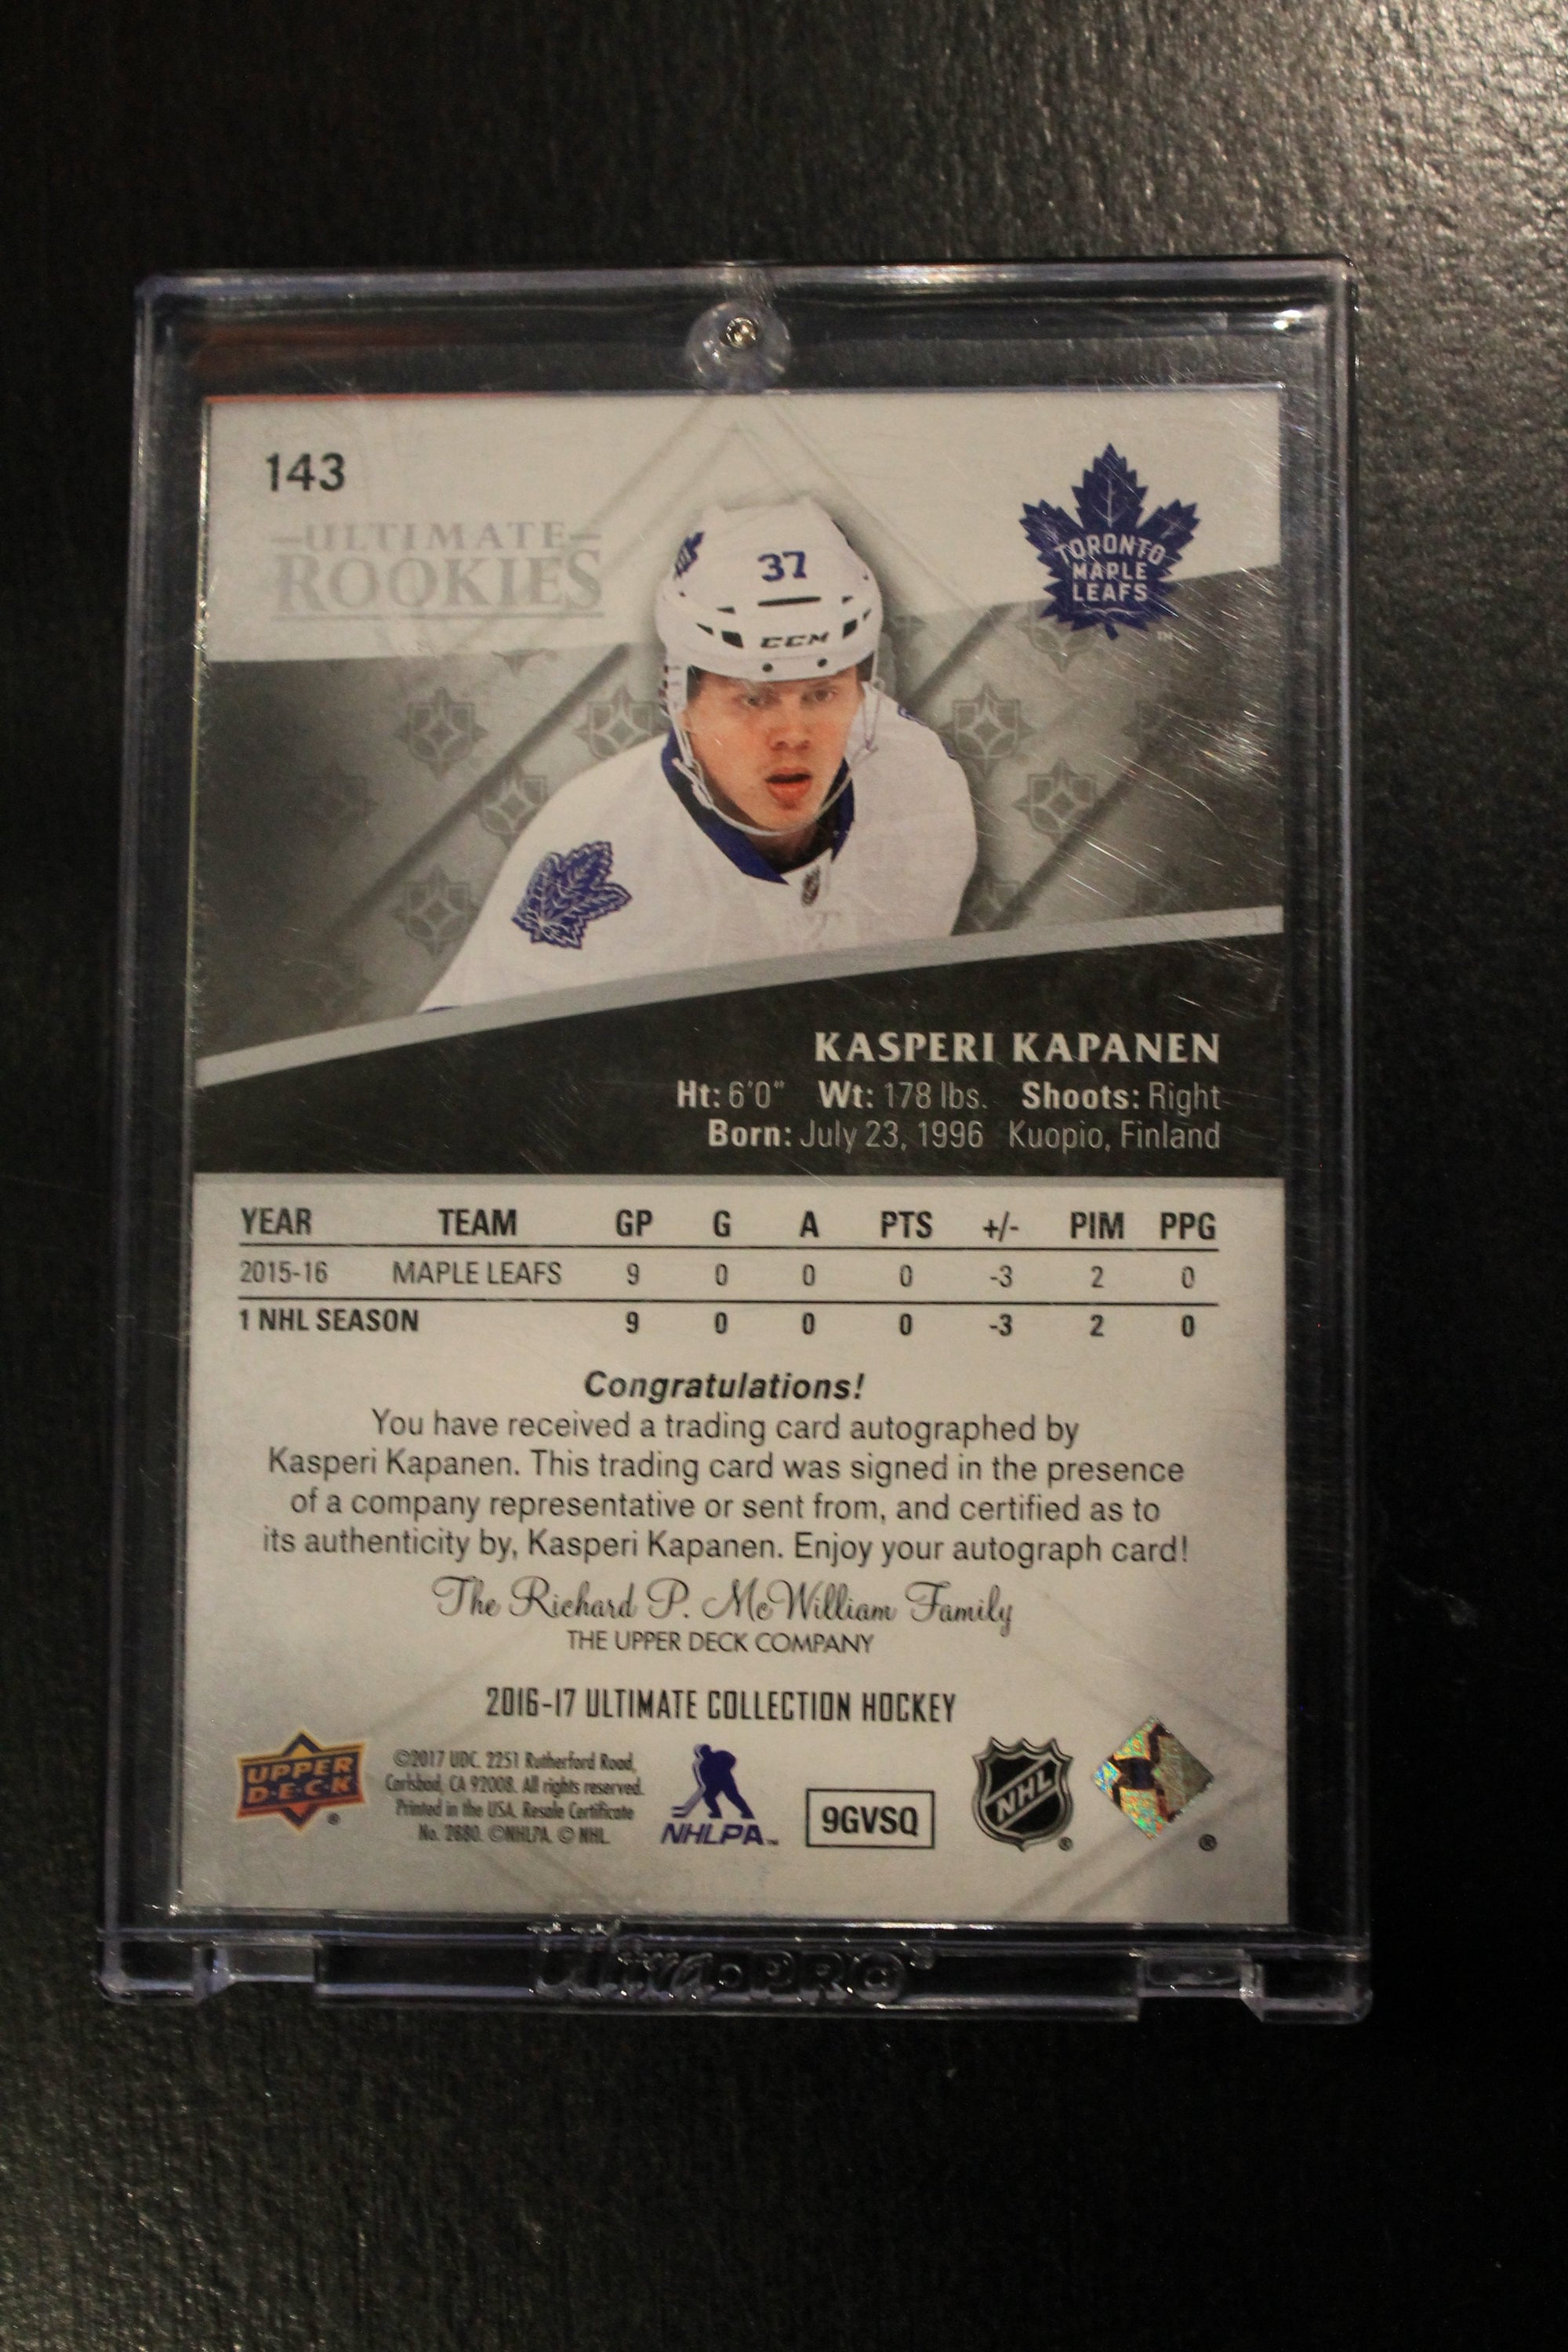 143
ULTIMATE
ROOKIES
37
CCM
TORONTO
MAPLE
LEAFS
TM
KASPERI KAPANEN
Ht: 6'0" Wt: 178 lbs. Shoots: Right
Born: July 23, 1996 Kuopio, Finland
YEAR TEAM GP G A PTS +/- PIM PPG
2015-16 MAPLE LEAFS 9 0 0 0 -3 2 0
1 NHL SEASON 9 0 0 0 -3 2 0
Congratulations!
You have received a trading card autographed by
Kasperi Kapanen. This trading card was signed in the presence
of a company representative or sent from, and certified as to
its authenticity by, Kasperi Kapanen. Enjoy your autograph card!
The Richard P. McWilliam Family
THE UPPER DECK COMPANY
2016-17 ULTIMATE COLLECTION HOCKEY
UPPER
D·E·C·K
®
©2017 UDC. 2251 Rutherford Road,
Carlsbad, CA 92008. All rights reserved.
Printed in the USA. Resale Certificate
No. 2680. ©NHLPA. © NHL.
NHLPA™
9GVSQ
NHL
®
®
Ultra·PRO